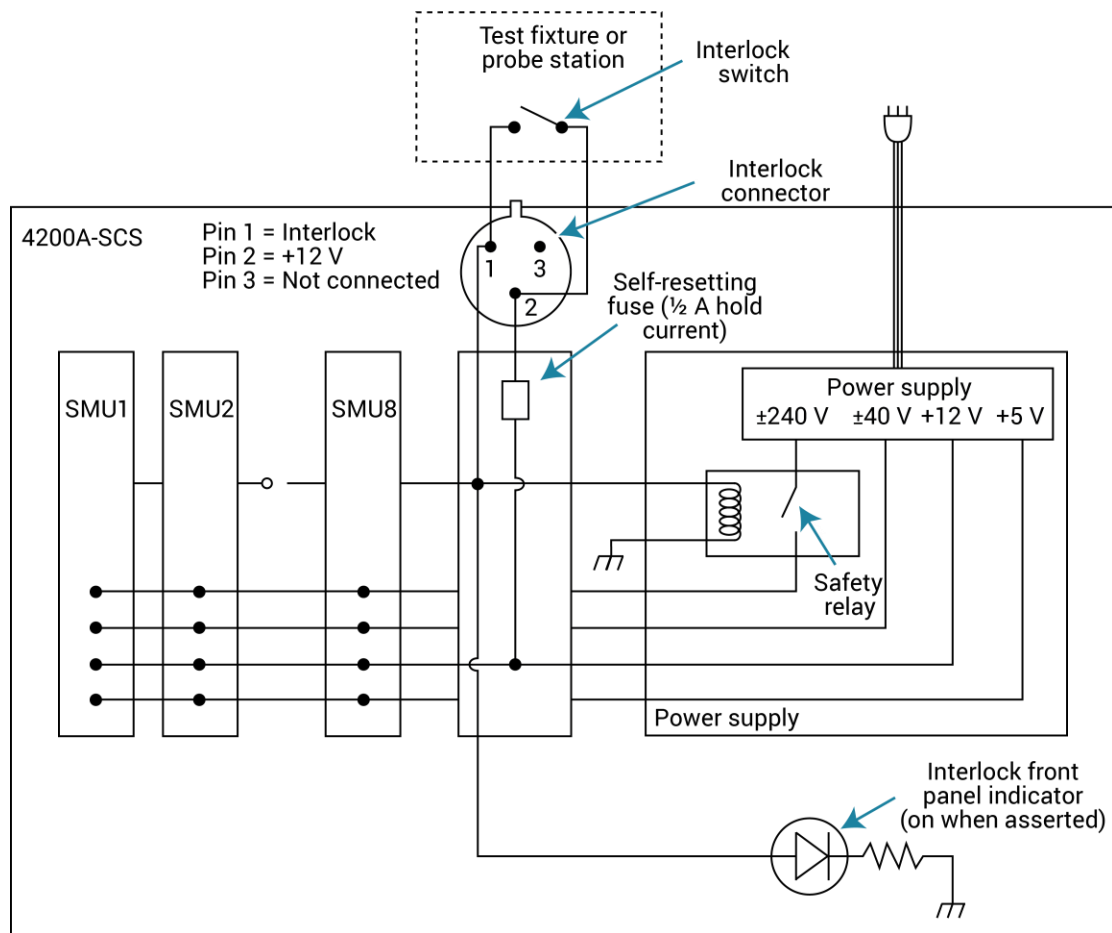 Test fixture or
probe station
Interlock
switch
Interlock
connector
4200A-SCS
Pin 1 = Interlock
Pin 2 = +12 V
Pin 3 = Not connected
1
3
2
Self-resetting
fuse (½ A hold
current)
SMU1
SMU2
SMU8
Power supply
±240 V
±40 V
+12 V
+5 V
Safety
relay
Power supply
Interlock front
panel indicator
(on when asserted)